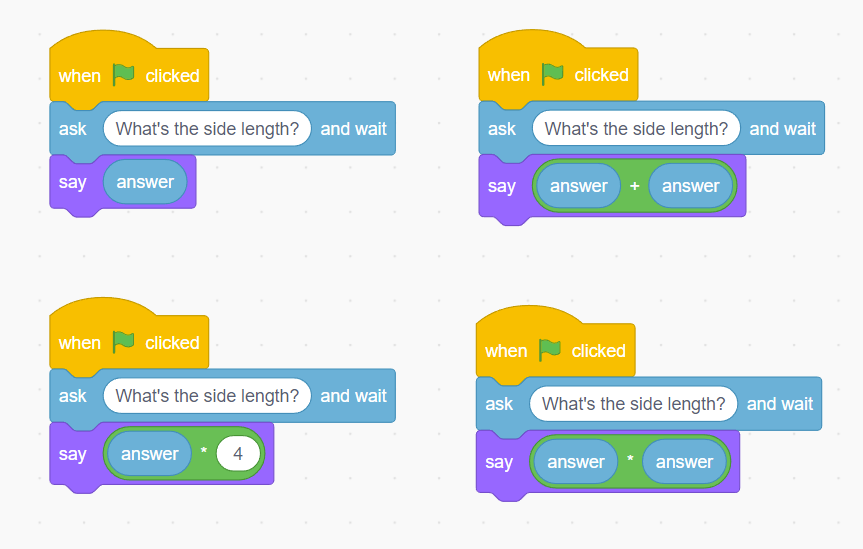 when clicked
ask What's the side length? and wait
say answer
when clicked
ask What's the side length? and wait
say answer + answer
when clicked
ask What's the side length? and wait
say answer * 4
when clicked
ask What's the side length? and wait
say answer * answer